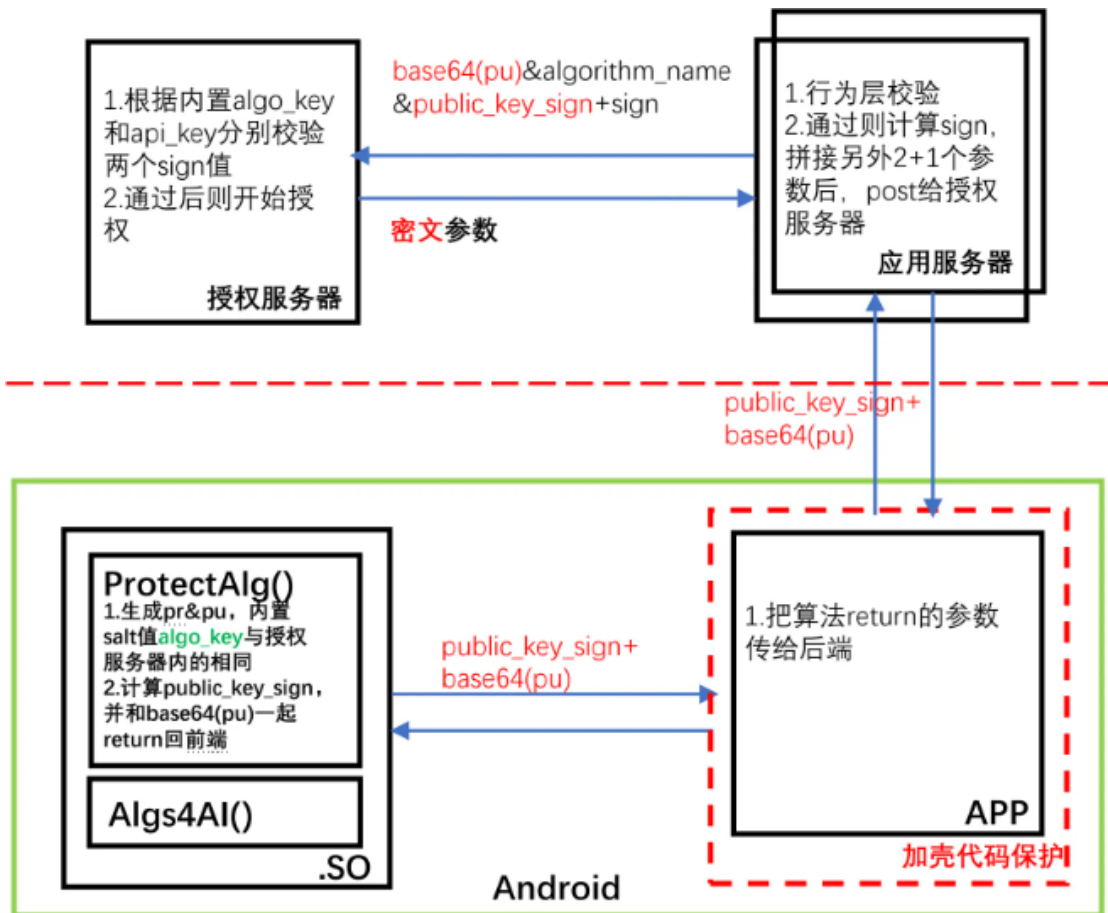 1.根据内置algo_key
和api_key分别校验
两个sign值
2.通过后则开始授
权
授权服务器
base64(pu)&algorithm_name
&public_key_sign+sign
密文参数
1.行为层校验
2.通过则计算sign，
拼接另外2+1个参
数后，post给授权
服务器
应用服务器
public_key_sign+
base64(pu)
ProtectAlg()
1.生成pr&pu，内置
salt值algo_key与授权
服务器内的相同
2.计算public_key_sign，
并和base64(pu)一起
return回前端
Algs4AI()
.SO
public_key_sign+
base64(pu)
1.把算法return的参数
传给后端
APP
加壳代码保护
Android